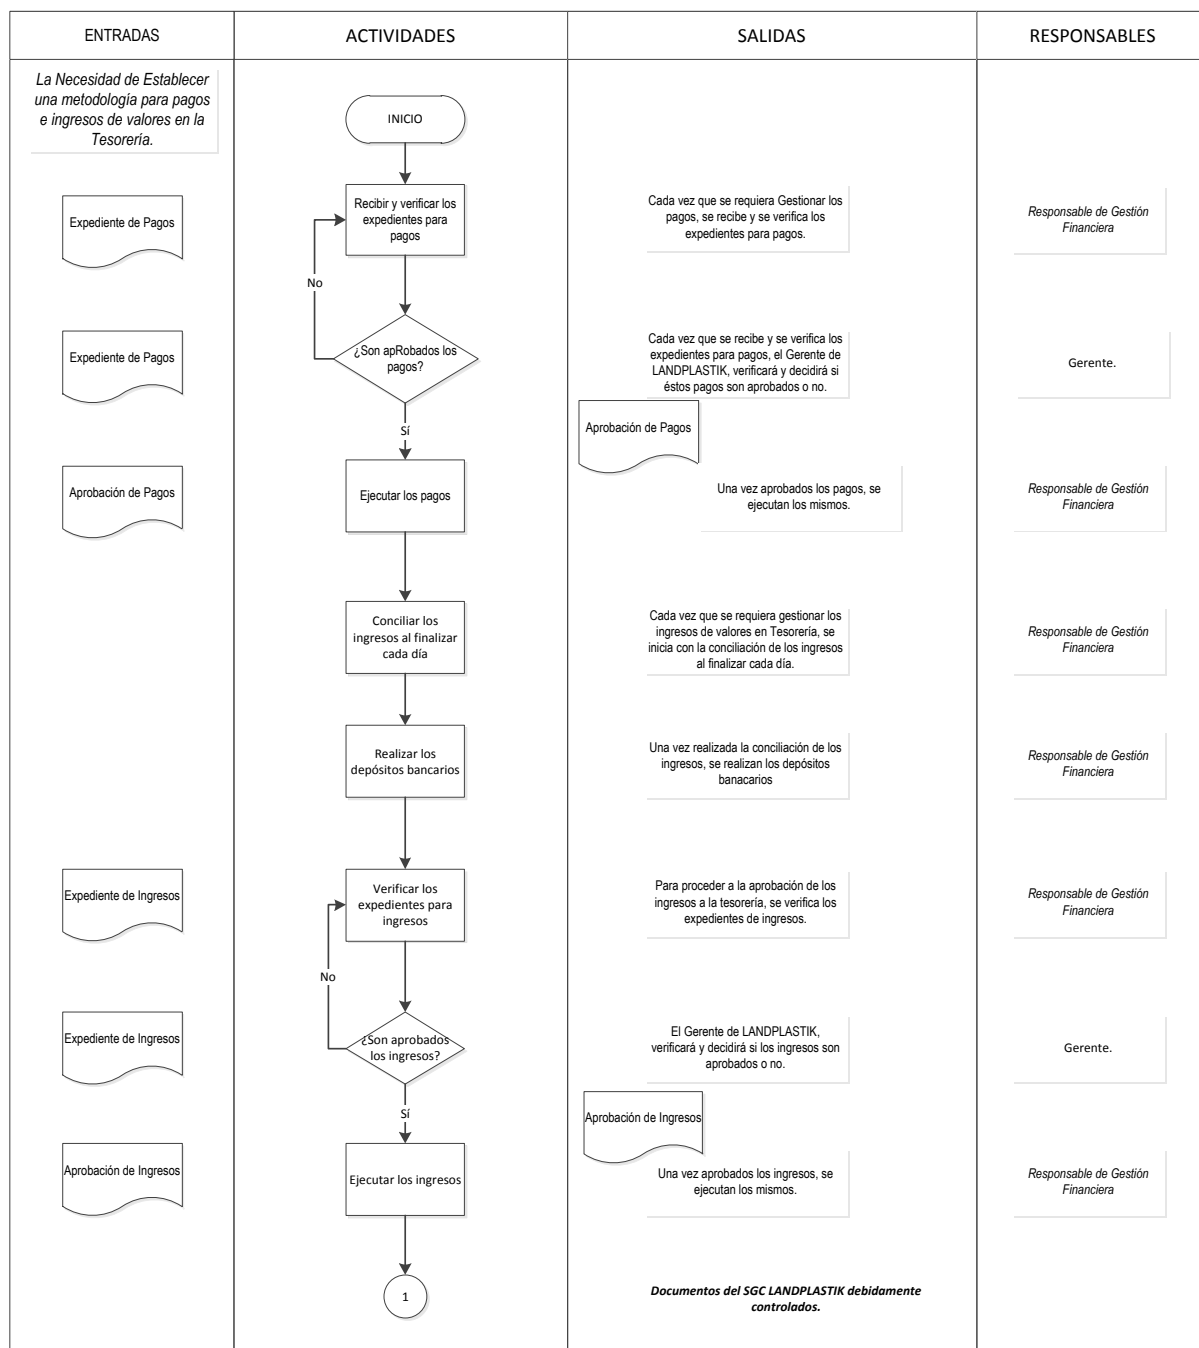 ENTRADAS
ACTIVIDADES
SALIDAS
RESPONSABLES
La Necesidad de Establecer
una metodología para pagos
e ingresos de valores en la
Tesorería.
INICIO
Expediente de Pagos
Recibir y verificar los
expedientes para
pagos
Cada vez que se requiera Gestionar los
pagos, se recibe y se verifica los
expedientes para pagos.
Responsable de Gestión
Financiera
No
Expediente de Pagos
¿Son apRobados los
pagos?
Cada vez que se recibe y se verifica los
expedientes para pagos, el Gerente de
LANDPLASTIK, verificará y decidirá si
éstos pagos son aprobados o no.
Gerente.
Sí
Aprobación de Pagos
Aprobación de Pagos
Ejecutar los pagos
Una vez aprobados los pagos, se
ejecutan los mismos.
Responsable de Gestión
Financiera
Conciliar los
ingresos al finalizar
cada día
Cada vez que se requiera gestionar los
ingresos de valores en Tesorería, se
inicia con la conciliación de los ingresos
al finalizar cada día.
Responsable de Gestión
Financiera
Realizar los
depósitos bancarios
Una vez realizada la conciliación de los
ingresos, se realizan los depósitos
banacarios
Responsable de Gestión
Financiera
Expediente de Ingresos
Verificar los
expedientes para
ingresos
Para proceder a la aprobación de los
ingresos a la tesorería, se verifica los
expedientes de ingresos.
Responsable de Gestión
Financiera
No
Expediente de Ingresos
¿Son aprobados
los ingresos?
El Gerente de LANDPLASTIK,
verificará y decidirá si los ingresos son
aprobados o no.
Gerente.
Sí
Aprobación de Ingresos
Aprobación de Ingresos
Ejecutar los ingresos
Una vez aprobados los ingresos, se
ejecutan los mismos.
Responsable de Gestión
Financiera
1
Documentos del SGC LANDPLASTIK debidamente
controlados.